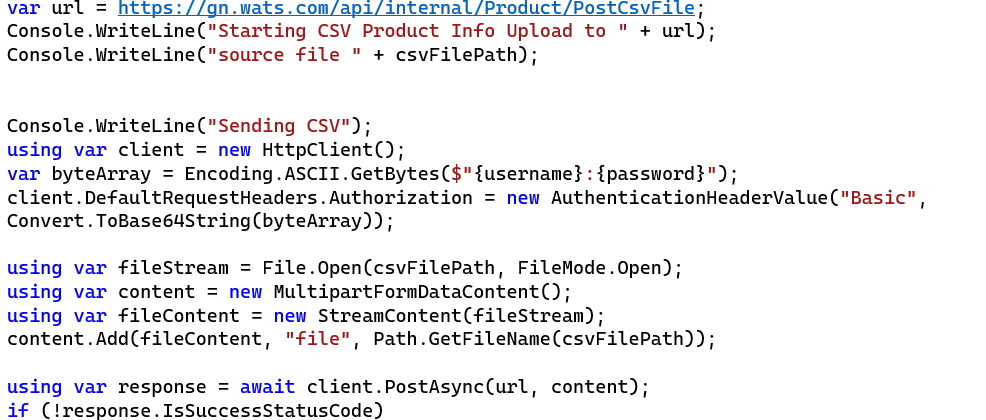 var url = https://gn.wats.com/api/internal/Product/PostCsvFile;
Console.WriteLine("Starting CSV Product Info Upload to " + url);
Console.WriteLine("source file " + csvFilePath);
Console.WriteLine("Sending CSV");
using var client = new HttpClient();
var byteArray = Encoding.ASCII.GetBytes($"{username}:{password}");
client.DefaultRequestHeaders.Authorization = new AuthenticationHeaderValue("Basic",
Convert.ToBase64String(byteArray));
using var fileStream = File.Open(csvFilePath, FileMode.Open);
using var content = new MultipartFormDataContent();
using var fileContent = new StreamContent(fileStream);
content.Add(fileContent, "file", Path.GetFileName(csvFilePath));
using var response = await client.PostAsync(url, content);
if (!response.IsSuccessStatusCode)